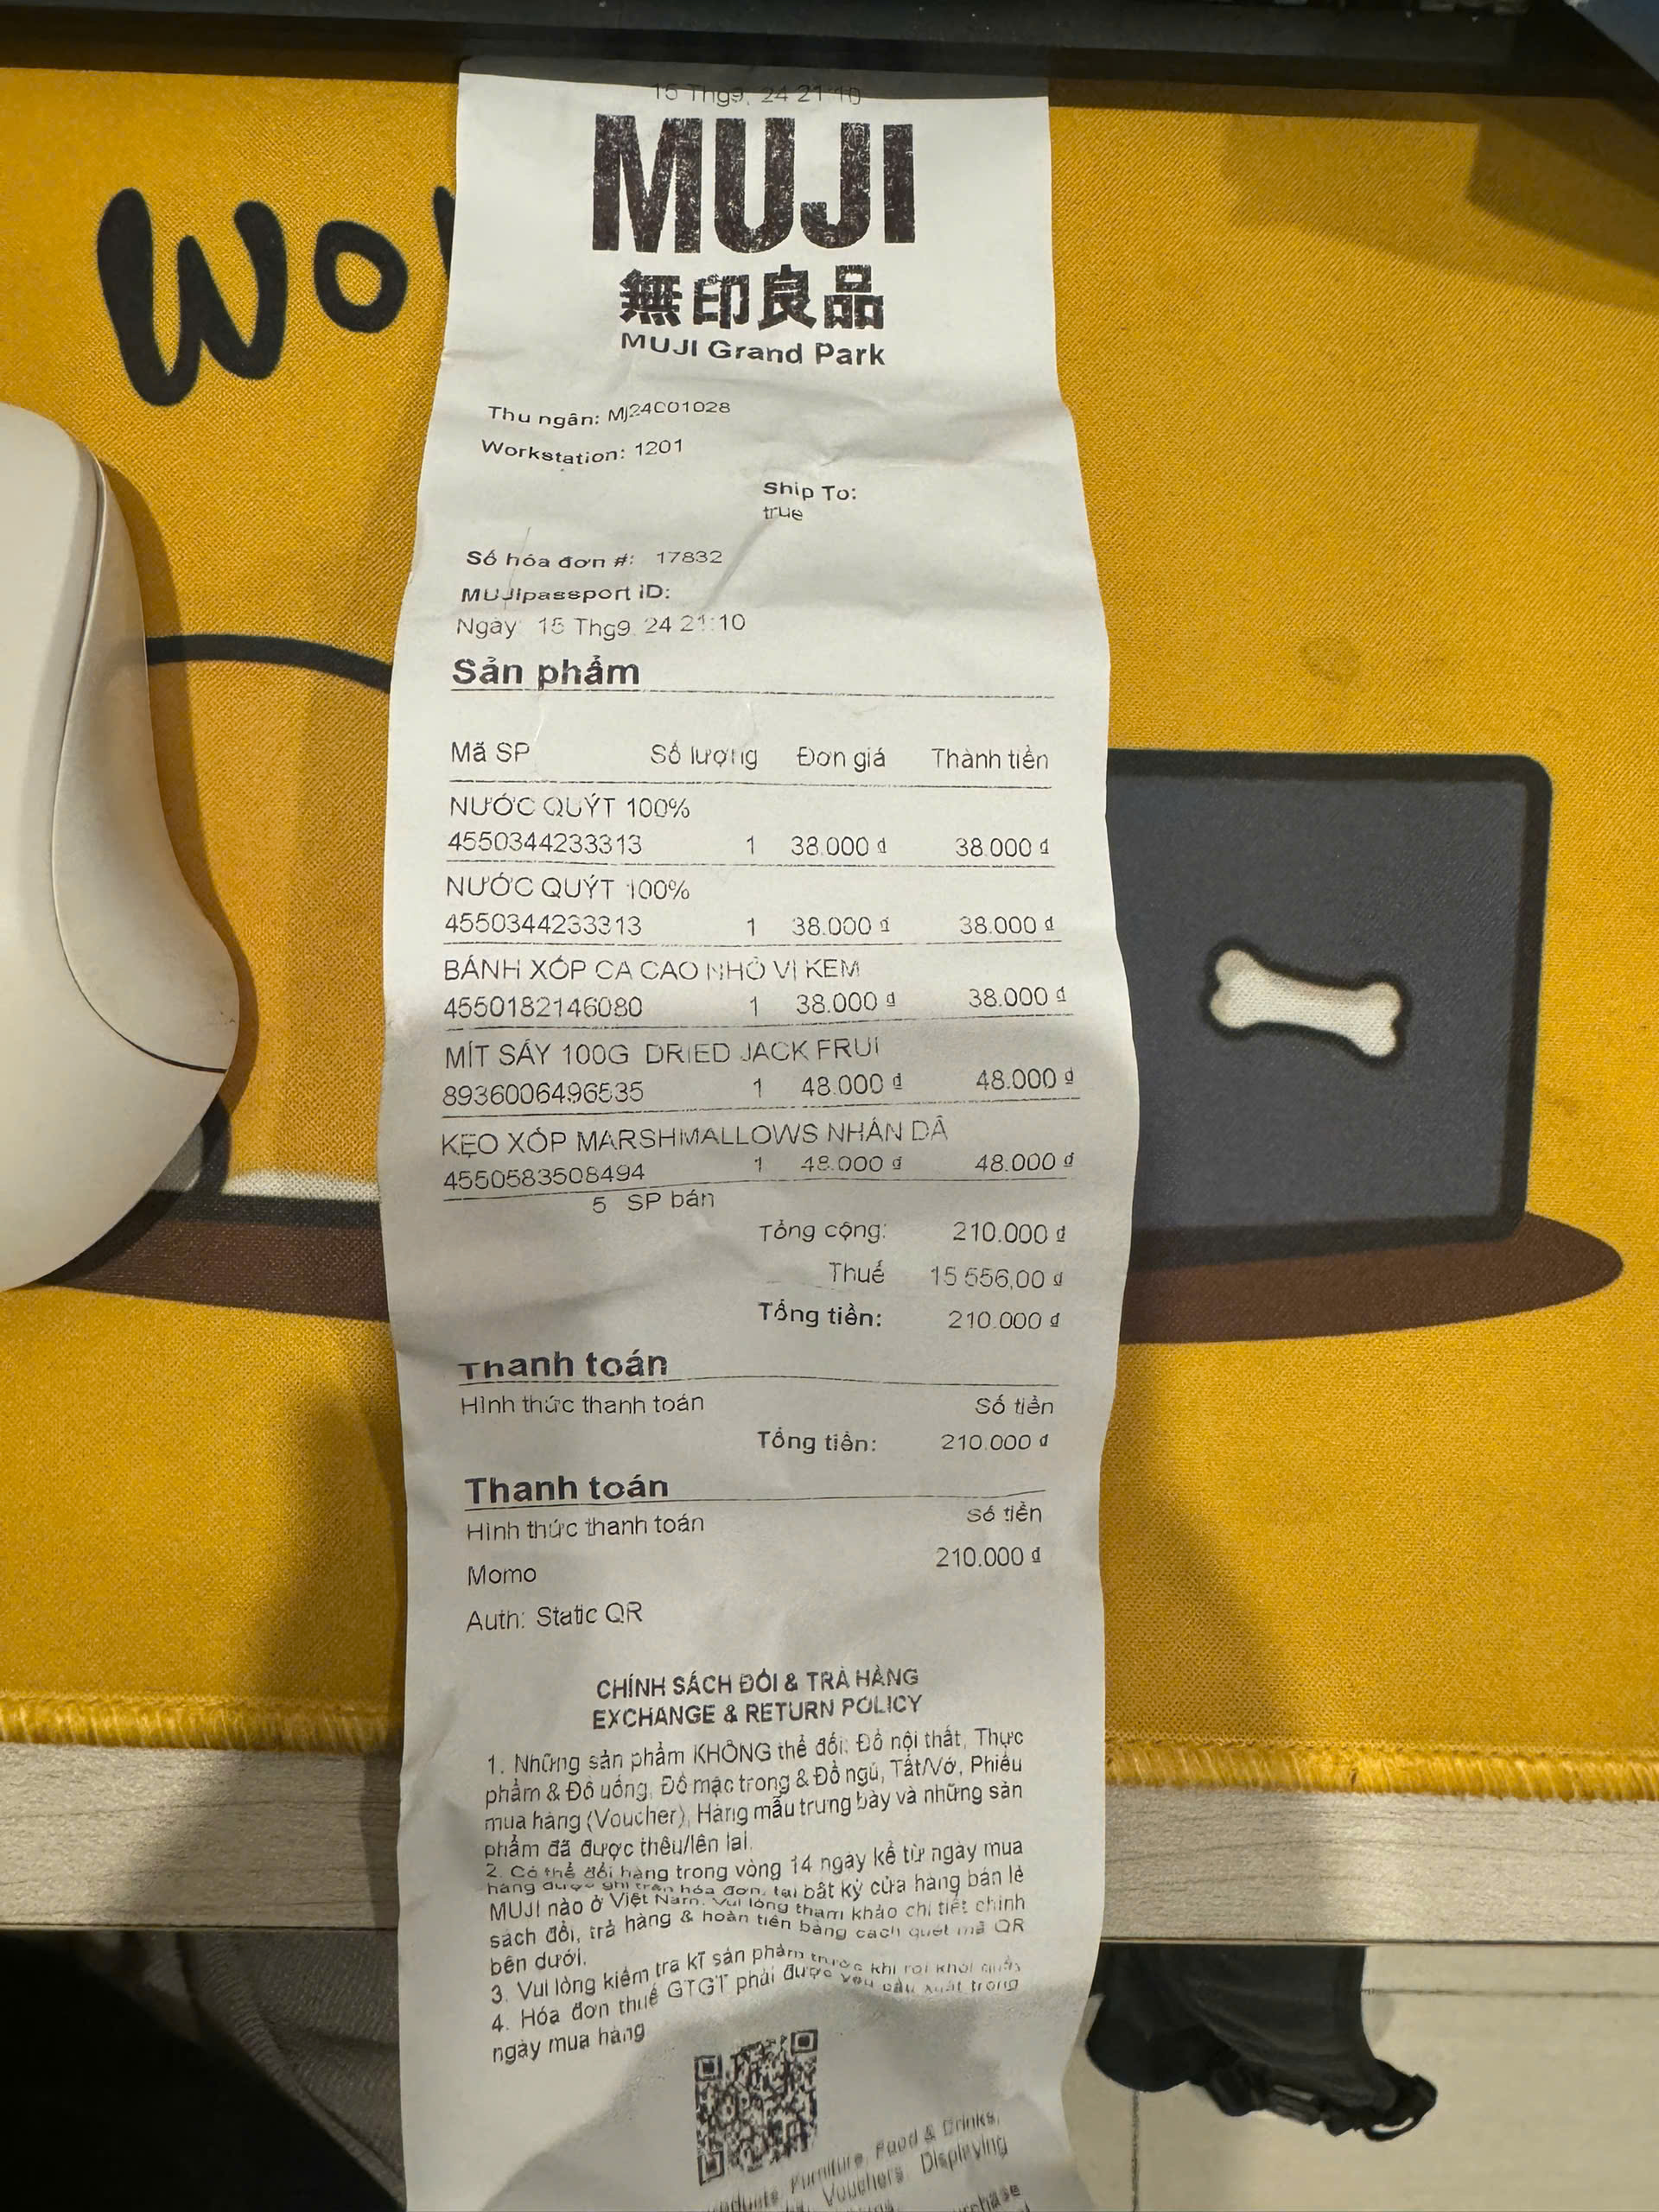 15 Thg9, 24 21:10
MUJI
無印良品
MUJI Grand Park
Wo
Thu ngân: Mj24C01028
Workstation: 1201
Ship To:
true
Số hóa đơn #: 17832
MUJIpassport ID:
Ngày: 15 Thg9, 24 21:10
Sản phẩm
Mã SP Số lượng Đơn giá Thành tiền
NƯỚC QUÝT 100%
4550344233313 1 38.000 đ 38.000 đ
NƯỚC QUÝT 100%
4550344233313 1 38.000 đ 38.000 đ
BÁNH XỐP CA CAO NHỎ VỊ KEM
4550182146080 1 38.000 đ 38.000 đ
MÍT SẤY 100G DRIED JACK FRUI
8936006496535 1 48.000 đ 48.000 đ
KẸO XỐP MARSHMALLOWS NHÂN DÂ
4550583508494 1 48.000 đ 48.000 đ
5 SP bán
Tổng cộng: 210.000 đ
Thuế 15.556,00 đ
Tổng tiền: 210.000 đ
Thanh toán
Hình thức thanh toán Số tiền
Tổng tiền: 210.000 đ
Thanh toán
Hình thức thanh toán Số tiền
Momo 210.000 đ
Auth: Static QR
CHÍNH SÁCH ĐỔI & TRẢ HÀNG
EXCHANGE & RETURN POLICY
1. Những sản phẩm KHÔNG thể đổi: Đồ nội thất, Thực
phẩm & Đồ uống, Đồ mặc trong & Đồ ngủ, Tất/Vớ, Phiếu
mua hàng (Voucher), Hàng mẫu trưng bày và những sản
phẩm đã được thêu/lên lai.
2. Có thể đổi hàng trong vòng 14 ngày kể từ ngày mua
hàng được ghi trên hóa đơn, tại bất kỳ cửa hàng bán lẻ
MUJI nào ở Việt Nam. Vui lòng tham khảo chi tiết chính
sách đổi, trả hàng & hoàn tiền bằng cách quét mã QR
bên dưới.
3. Vui lòng kiểm tra kĩ sản phẩm trước khi rời khỏi quầy
4. Hóa đơn thuế GTGT phải được yêu cầu xuất trong
ngày mua hàng
Furniture, Food & Drinks,
Vouchers, Displaying